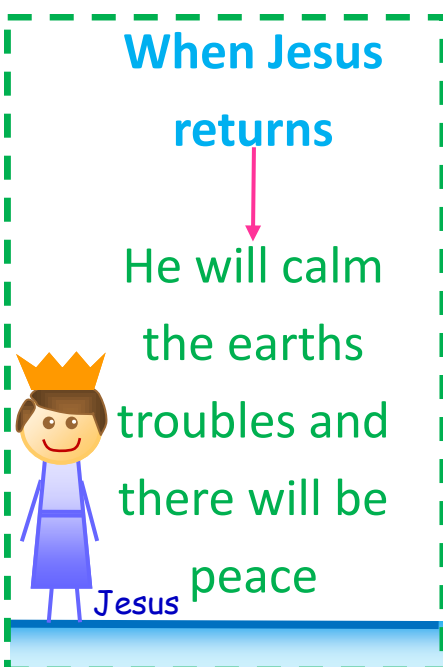 When Jesus
returns
He will calm
the earths
troubles and
there will be
peace
Jesus